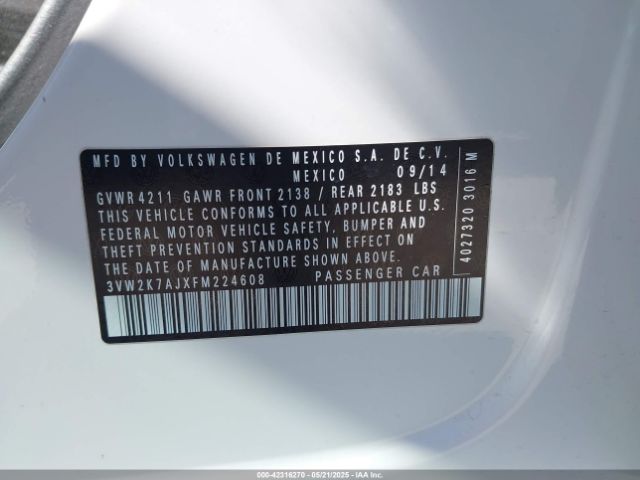 MFD BY VOLKSWAGEN DE MEXICO S.A. DE C.V.
MEXICO 09/14
GVWR 4211 GAWR FRONT 2138 / REAR 2183 LBS
THIS VEHICLE CONFORMS TO ALL APPLICABLE U.S.
FEDERAL MOTOR VEHICLE SAFETY, BUMPER AND
THEFT PREVENTION STANDARDS IN EFFECT ON
THE DATE OF MANUFACTURE SHOWN ABOVE.
3VW2K7AJXFM224608 PASSENGER CAR
4027320 3016 M
000-42316270 - 05/21/2025 - IAA Inc.